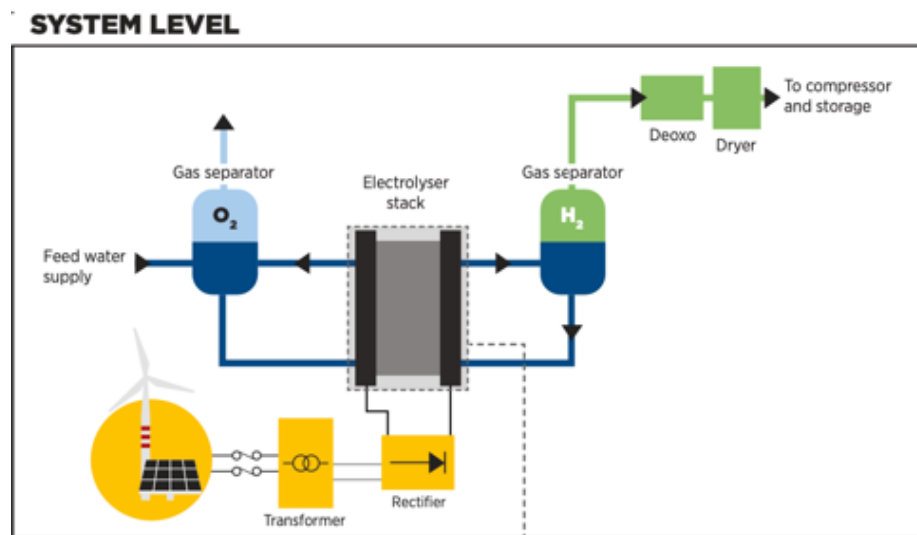 SYSTEM LEVEL
To compressor
and storage
Deoxo
Dryer
Gas separator
Electrolyser
stack
Gas separator
O₂
H₂
Feed water
supply
Transformer
Rectifier